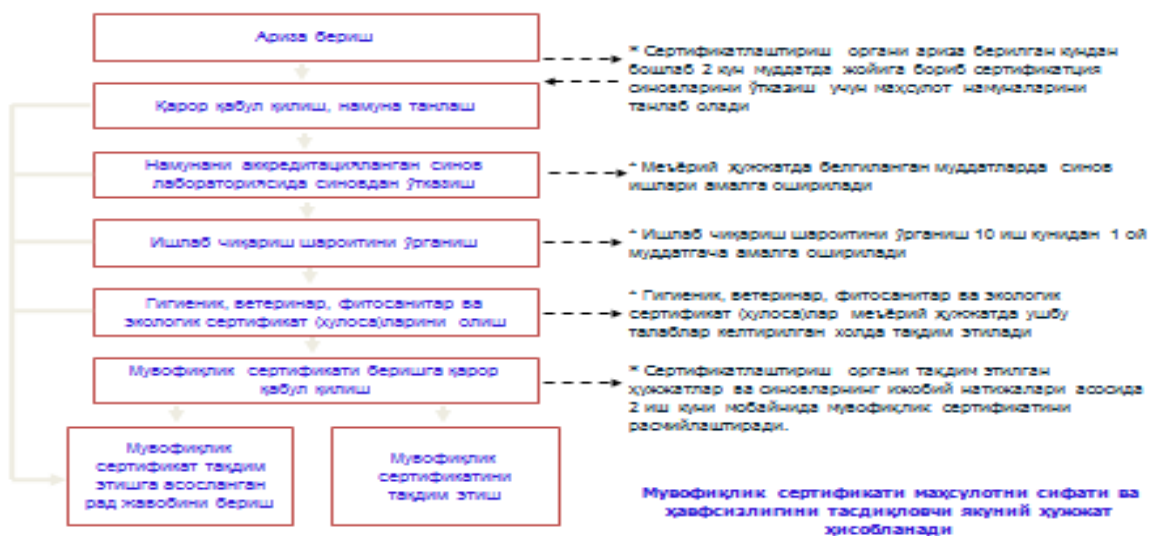 Ариза бериш
* Сертификатлаштириш органи ариза берилган кундан
бошлаб 2 кун муддатда жойига бориб сертификатция
синовларини ўтказиш учун маҳсулот намуналарини
танлаб олади
Қарор қабул қилиш, намуна танлаш
Намунани аккредитацияланган синов
лабораториясида синовдан ўтказиш
* Меъёрий ҳужжатда белгиланган муддатларда синов
ишлари амалга оширилади
Ишлаб чиқариш шароитини ўрганиш
* Ишлаб чиқариш шароитини ўрганиш 10 иш кунидан 1 ой
муддатгача амалга оширилади
Гигиеник, ветеринар, фитосанитар ва
экологик сертификат (хулоса)ларини олиш
* Гигиеник, ветеринар, фитосанитар ва экологик
сертификат (хулоса)лар меъёрий ҳужжатда ушбу
талаблар келтирилган холда тақдим этилади
Мувофиқлик сертификати беришга қарор
қабул қилиш
* Сертификатлаштириш органи тақдим этилган
ҳужжатлар ва синовларнинг ижобий натижалари асосида
2 иш куни мобайнида мувофиқлик сертификатини
расмийлаштиради.
Мувофиқлик
сертификат тақдим
этишга асосланган
рад жавобини бериш
Мувофиқлик
сертификатини
тақдим этиш
Мувофиқлик сертификати маҳсулотни сифати ва
ҳавфсизлигини тасдиқловчи якуний ҳужжат
ҳисобланади